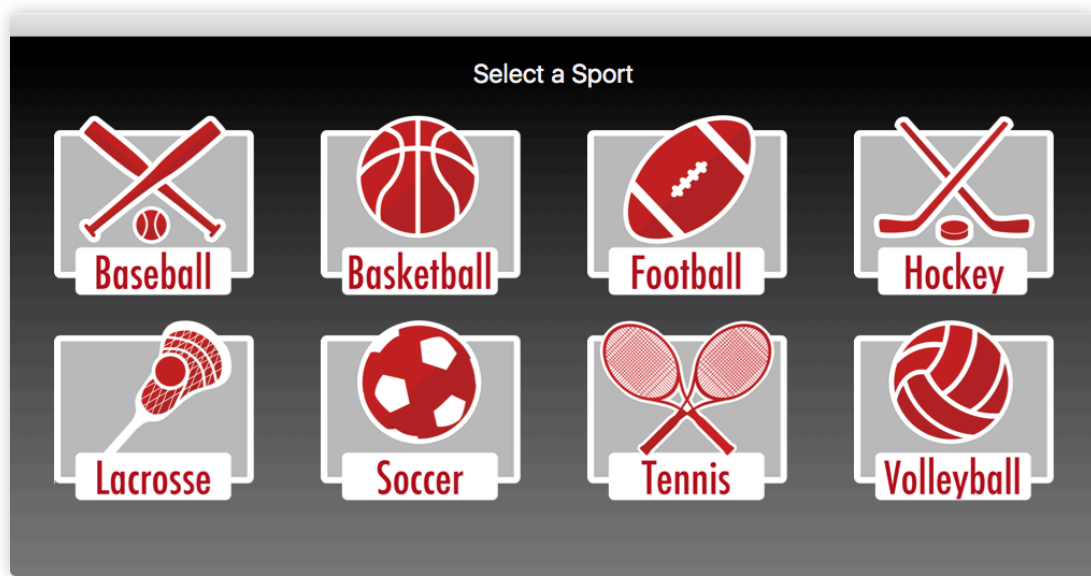 Select a Sport
Baseball
Basketball
Football
Hockey
Lacrosse
Soccer
Tennis
Volleyball